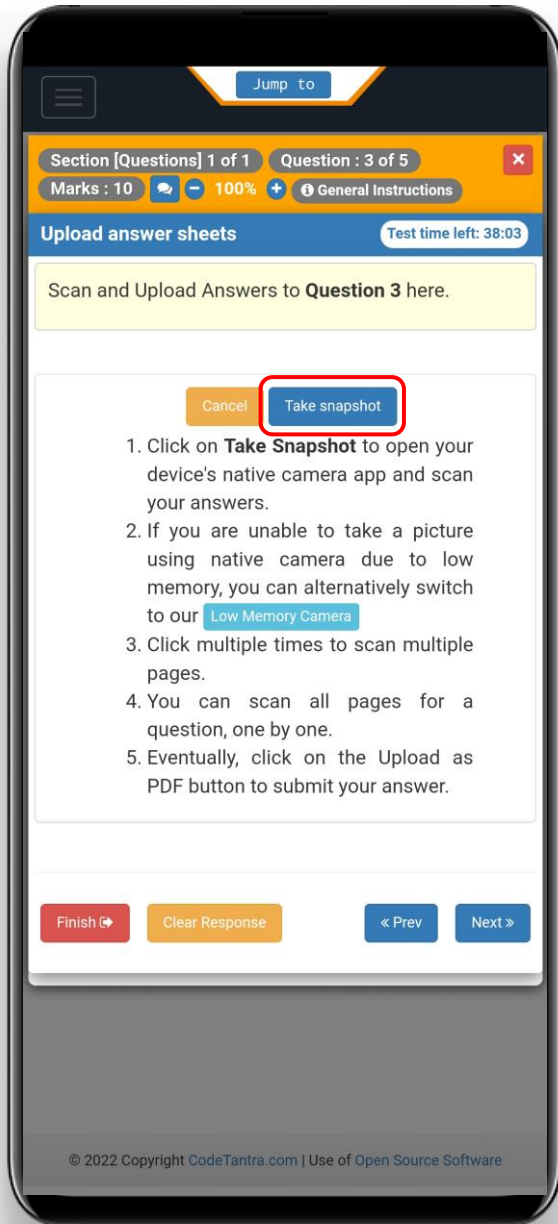 Jump to
Section [Questions] 1 of 1 Question : 3 of 5
Marks : 10 100% General Instructions
Upload answer sheets Test time left: 38:03
Scan and Upload Answers to Question 3 here.
Cancel Take snapshot
1. Click on Take Snapshot to open your
device's native camera app and scan
your answers.
2. If you are unable to take a picture
using native camera due to low
memory, you can alternatively switch
to our Low Memory Camera
3. Click multiple times to scan multiple
pages.
4. You can scan all pages for a
question, one by one.
5. Eventually, click on the Upload as
PDF button to submit your answer.
Finish Clear Response « Prev Next »
© 2022 Copyright CodeTantra.com | Use of Open Source Software